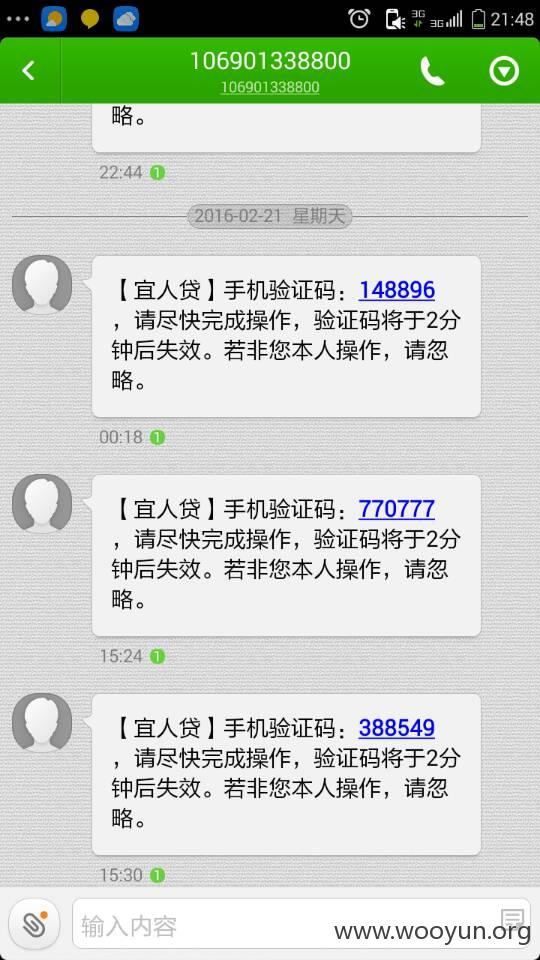 3G
3G
21:48
106901338800
106901338800
略。
22:44 1
2016-02-21 星期天
【宜人贷】手机验证码：148896
，请尽快完成操作，验证码将于2分
钟后失效。若非您本人操作，请忽
略。
00:18 1
【宜人贷】手机验证码：770777
，请尽快完成操作，验证码将于2分
钟后失效。若非您本人操作，请忽
略。
15:24 1
【宜人贷】手机验证码：388549
，请尽快完成操作，验证码将于2分
钟后失效。若非您本人操作，请忽
略。
15:30 1
输入内容
www.wooyun.org